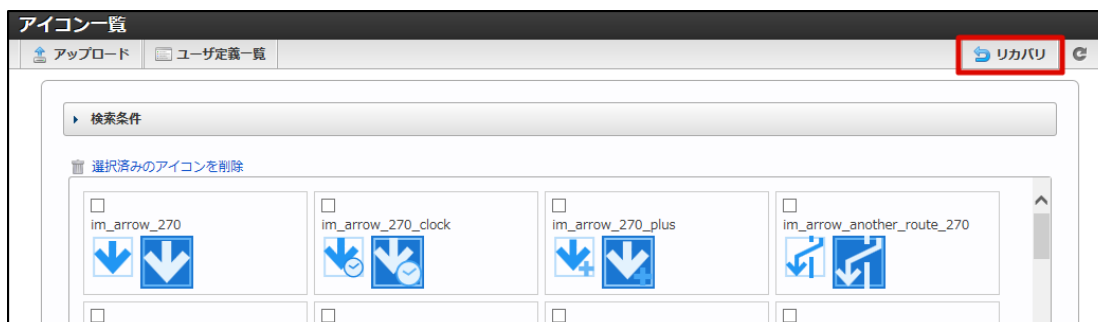 アイコン一覧
アップロード ユーザ定義一覧 リカバリ
検索条件
選択済みのアイコンを削除
im_arrow_270 im_arrow_270_clock im_arrow_270_plus im_arrow_another_route_270